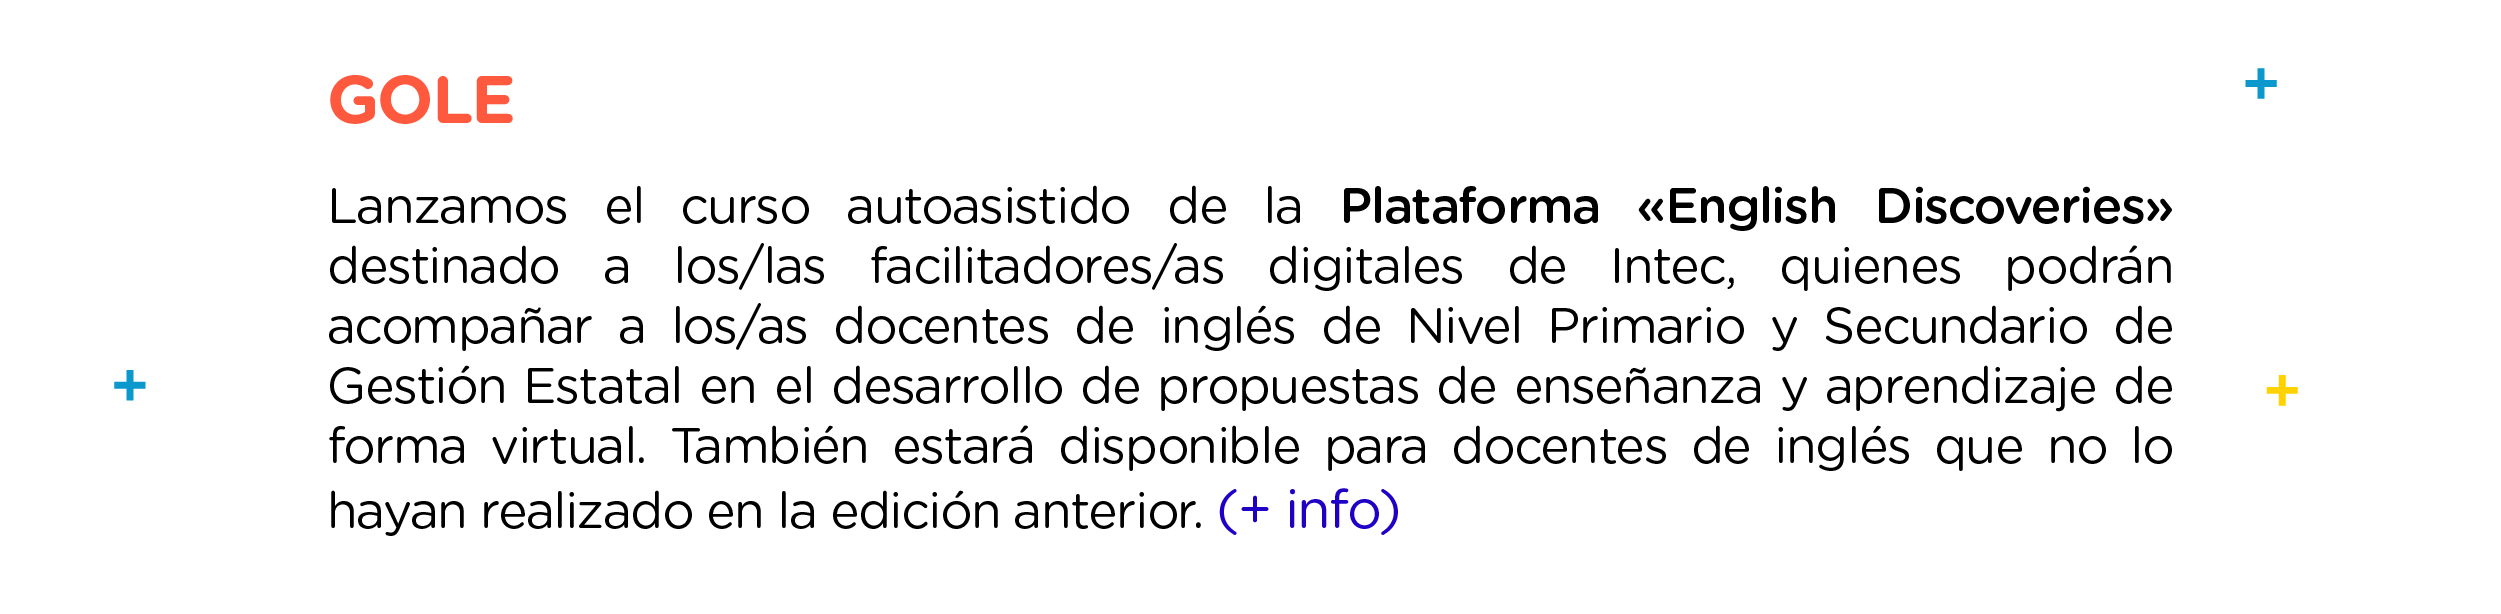 GOLE
Lanzamos el curso autoasistido de la Plataforma «English Discoveries»
destinado a los/las facilitadores/as digitales de Intec, quienes podrán
acompañar a los/as docentes de inglés de Nivel Primario y Secundario de
Gestión Estatal en el desarrollo de propuestas de enseñanza y aprendizaje de
forma virtual. También estará disponible para docentes de inglés que no lo
hayan realizado en la edición anterior. (+ info)